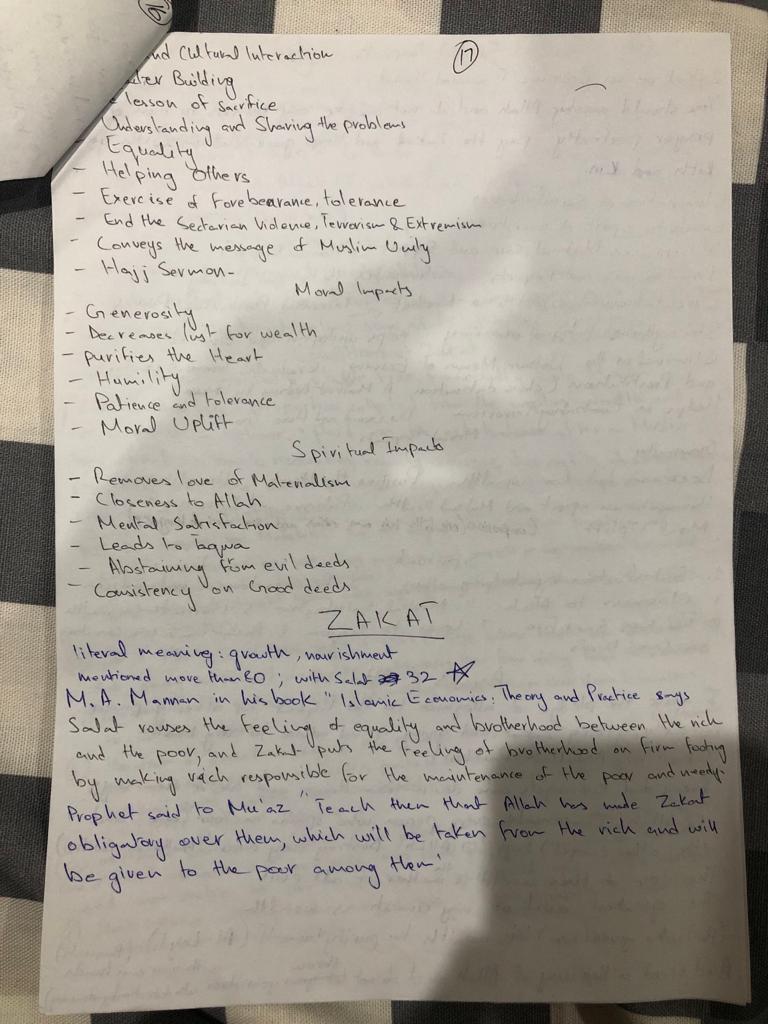 16
17
and Cultural Interaction
Building
lesson of sacrifice
Understanding and Sharing the problems
- Equality
- Helping Others
- Exercise of Forebearance, tolerance
- End the Sectarian Violence, Terrorism & Extremism
- Conveys the message of Muslim Unity
- Hajj Sermon-
Moral Impacts
- Generosity
- Decreases lust for wealth
- purifies the Heart
- Humility
- Patience and tolerance
- Moral Uplift
Spiritual Impacts
- Removes love of Materialism
- Closeness to Allah
- Mental Satisfaction
- Leads to Taqwa
- Abstaining from evil deeds
- Consistency on Good deeds
ZAKAT
literal meaning: growth, nourishment
mentioned more than 80 ; with Salat 32 ☆
M. A. Mannan in his book "Islamic Economics: Theory and Practice says
Salat rouses the feeling of equality and brotherhood between the rich
and the poor, and Zakat puts the feeling of brotherhood on firm footing
by making rich responsible for the maintenance of the poor and needy.
Prophet said to Mu'az "Teach them that Allah has made Zakat
obligatory over them, which will be taken from the rich and will
be given to the poor among them'